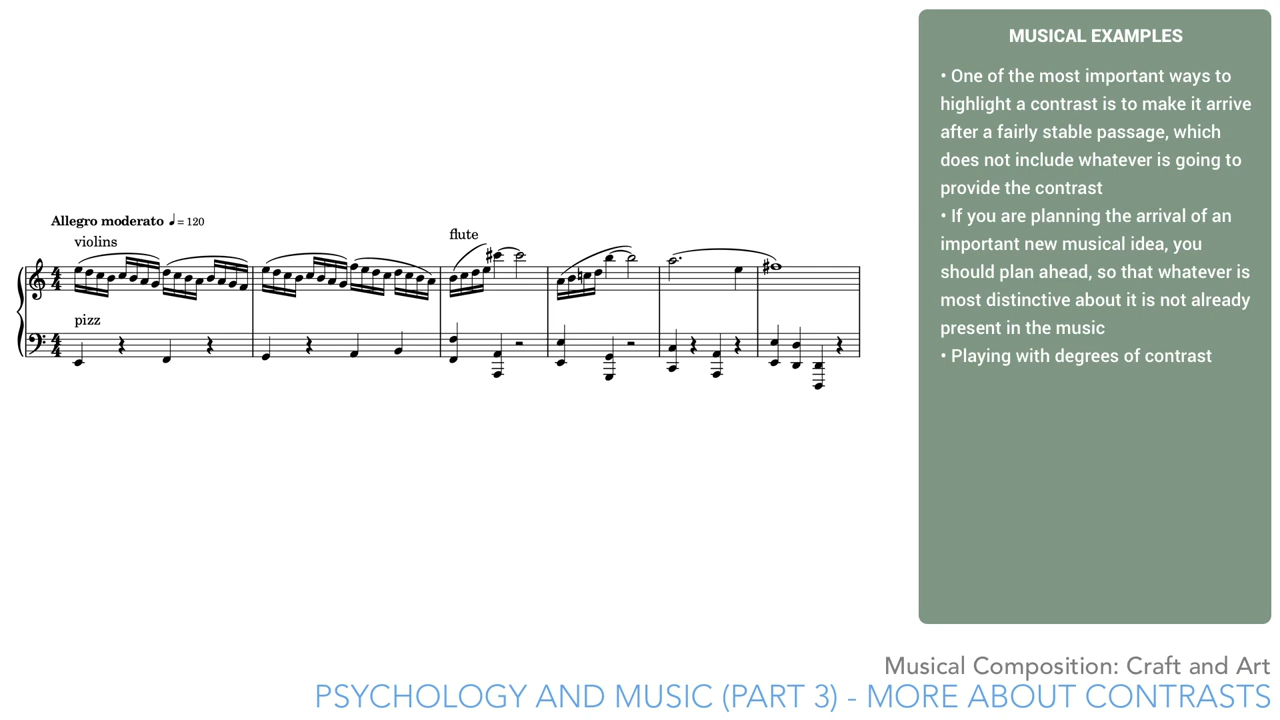 Allegro moderato ♩= 120
violins
flute
pizz
MUSICAL EXAMPLES
• One of the most important ways to
highlight a contrast is to make it arrive
after a fairly stable passage, which
does not include whatever is going to
provide the contrast
• If you are planning the arrival of an
important new musical idea, you
should plan ahead, so that whatever is
most distinctive about it is not already
present in the music
• Playing with degrees of contrast
Musical Composition: Craft and Art
PSYCHOLOGY AND MUSIC (PART 3) - MORE ABOUT CONTRASTS